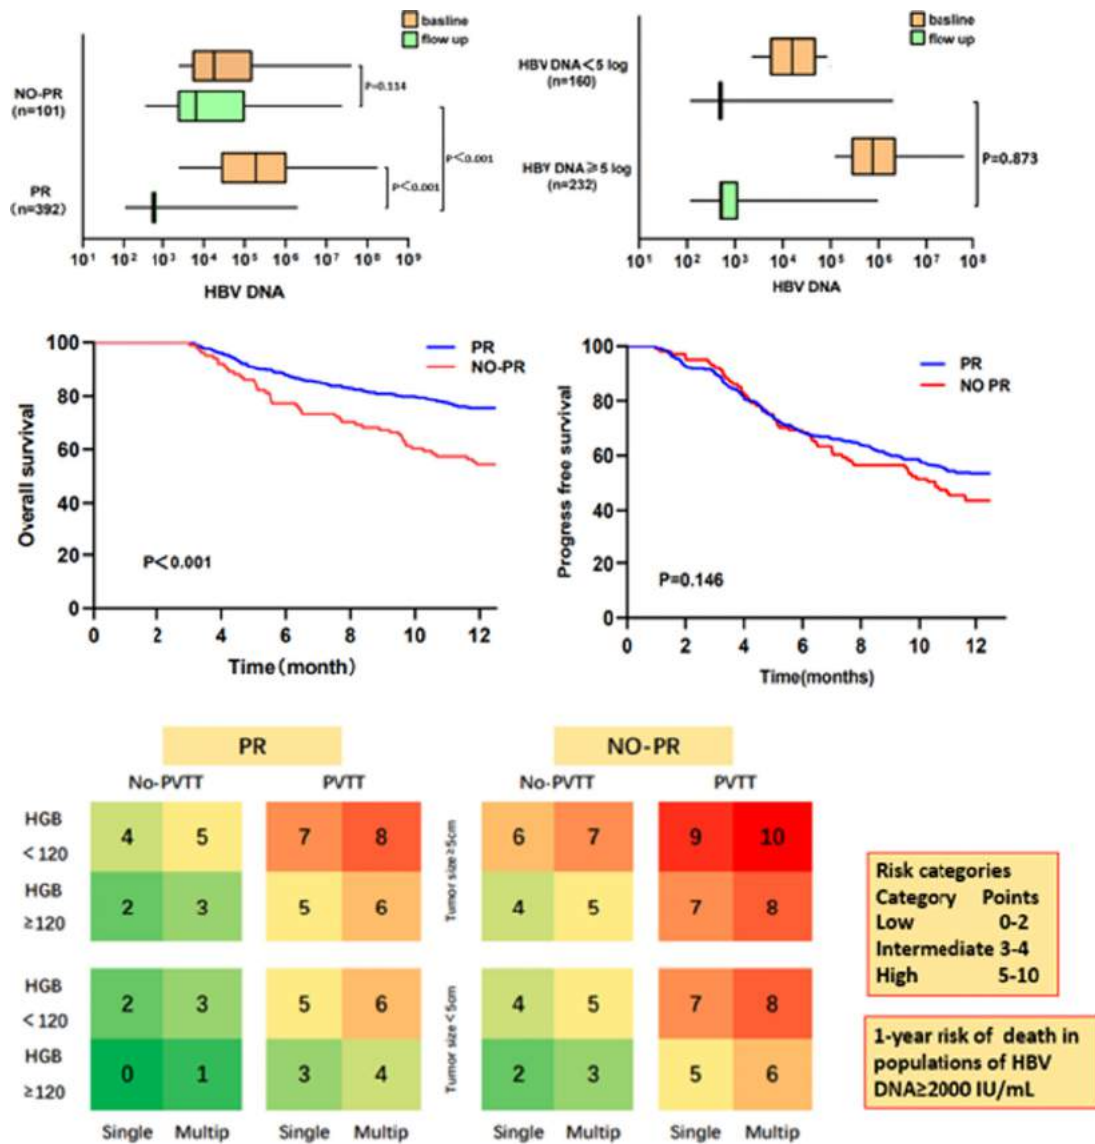 basline
flow up
NO-PR
(n=101)
P=0.114
P<0.001
P<0.001
PR
(n=392)
10¹ 10² 10³ 10⁴ 10⁵ 10⁶ 10⁷ 10⁸ 10⁹
HBV DNA
basline
flow up
HBV DNA<5 log
(n=160)
HBV DNA≥5 log
(n=232)
P=0.873
10¹ 10² 10³ 10⁴ 10⁵ 10⁶ 10⁷ 10⁸
HBV DNA
Overall survival
100
80
60
40
20
0
PR
NO-PR
P<0.001
0 2 4 6 8 10 12
Time(month)
Progress free survival
100
80
60
40
20
0
PR
NO PR
P=0.146
0 2 4 6 8 10 12
Time(months)
PR
NO-PR
No-PVTT PVTT
No-PVTT PVTT
HGB
<120
4 5 7 8
6 7 9 10
HGB
≥120
2 3 5 6
4 5 7 8
Tumor size≥5cm
HGB
<120
2 3 5 6
4 5 7 8
HGB
≥120
0 1 3 4
2 3 5 6
Tumor size<5cm
Single Multip Single Multip
Single Multip Single Multip
Risk categories
Category Points
Low 0-2
Intermediate 3-4
High 5-10
1-year risk of death in
populations of HBV
DNA≥2000 IU/mL